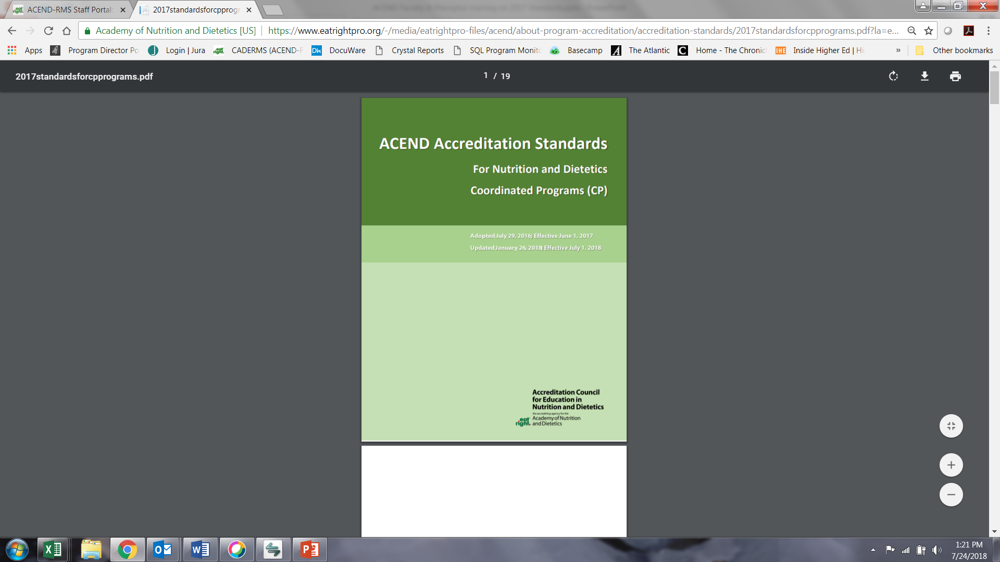 ACEND-RMS Staff Portal:
2017standardsforcpprogr
Academy of Nutrition and Dietetics [US]
https://www.eatrightpro.org/-/media/eatrightpro-files/acend/about-program-accreditation/accreditation-standards/2017standardsforcpprograms.pdf?la=e...
Apps
Program Director Po
Login | Jura
CADERMS (ACEND-R
DocuWare
Crystal Reports
SQL Program Monito
Basecamp
The Atlantic
Home - The Chronic
Inside Higher Ed | Hi
»
Other bookmarks
2017standardsforcpprograms.pdf
1 / 19
ACEND Accreditation Standards
For Nutrition and Dietetics
Coordinated Programs (CP)
Adopted July 29, 2016; Effective June 1, 2017
Updated January 26, 2018; Effective July 1, 2018
Accreditation Council
for Education in
Nutrition and Dietetics
the accrediting agency for the
eat right.
Academy of Nutrition
and Dietetics
1:21 PM
7/24/2018